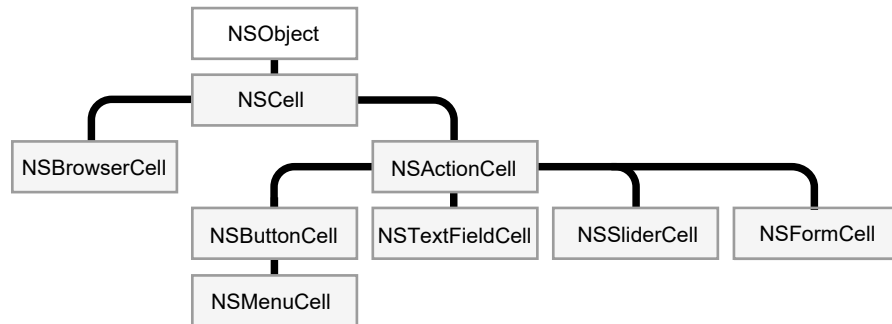 NSObject
NSCell
NSBrowserCell
NSActionCell
NSButtonCell
NSTextFieldCell
NSSliderCell
NSFormCell
NSMenuCell